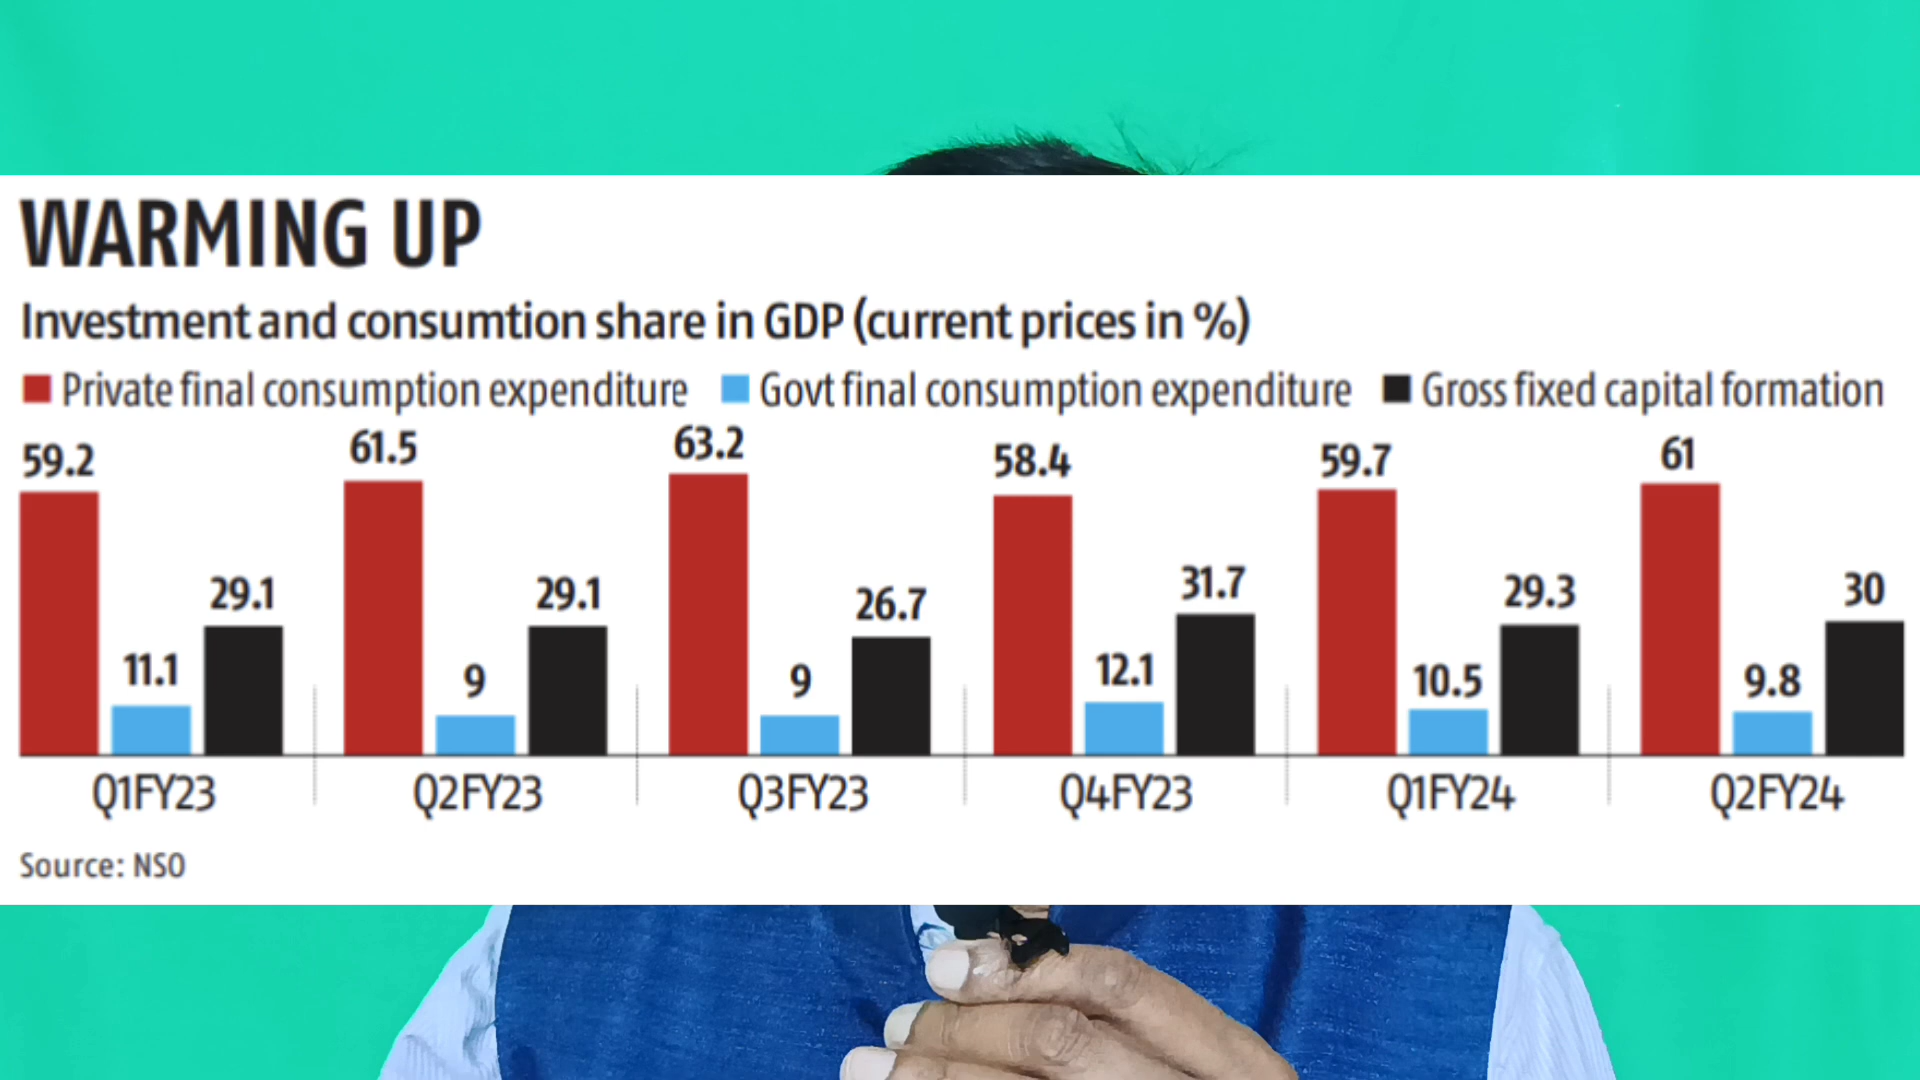 WARMING UP
Investment and consumtion share in GDP (current prices in %)
Private final consumption expenditure Govt final consumption expenditure Gross fixed capital formation
59.2 11.1 29.1 61.5 9 29.1 63.2 9 26.7 58.4 12.1 31.7 59.7 10.5 29.3 61 9.8 30
Q1FY23 Q2FY23 Q3FY23 Q4FY23 Q1FY24 Q2FY24
Source: NSO